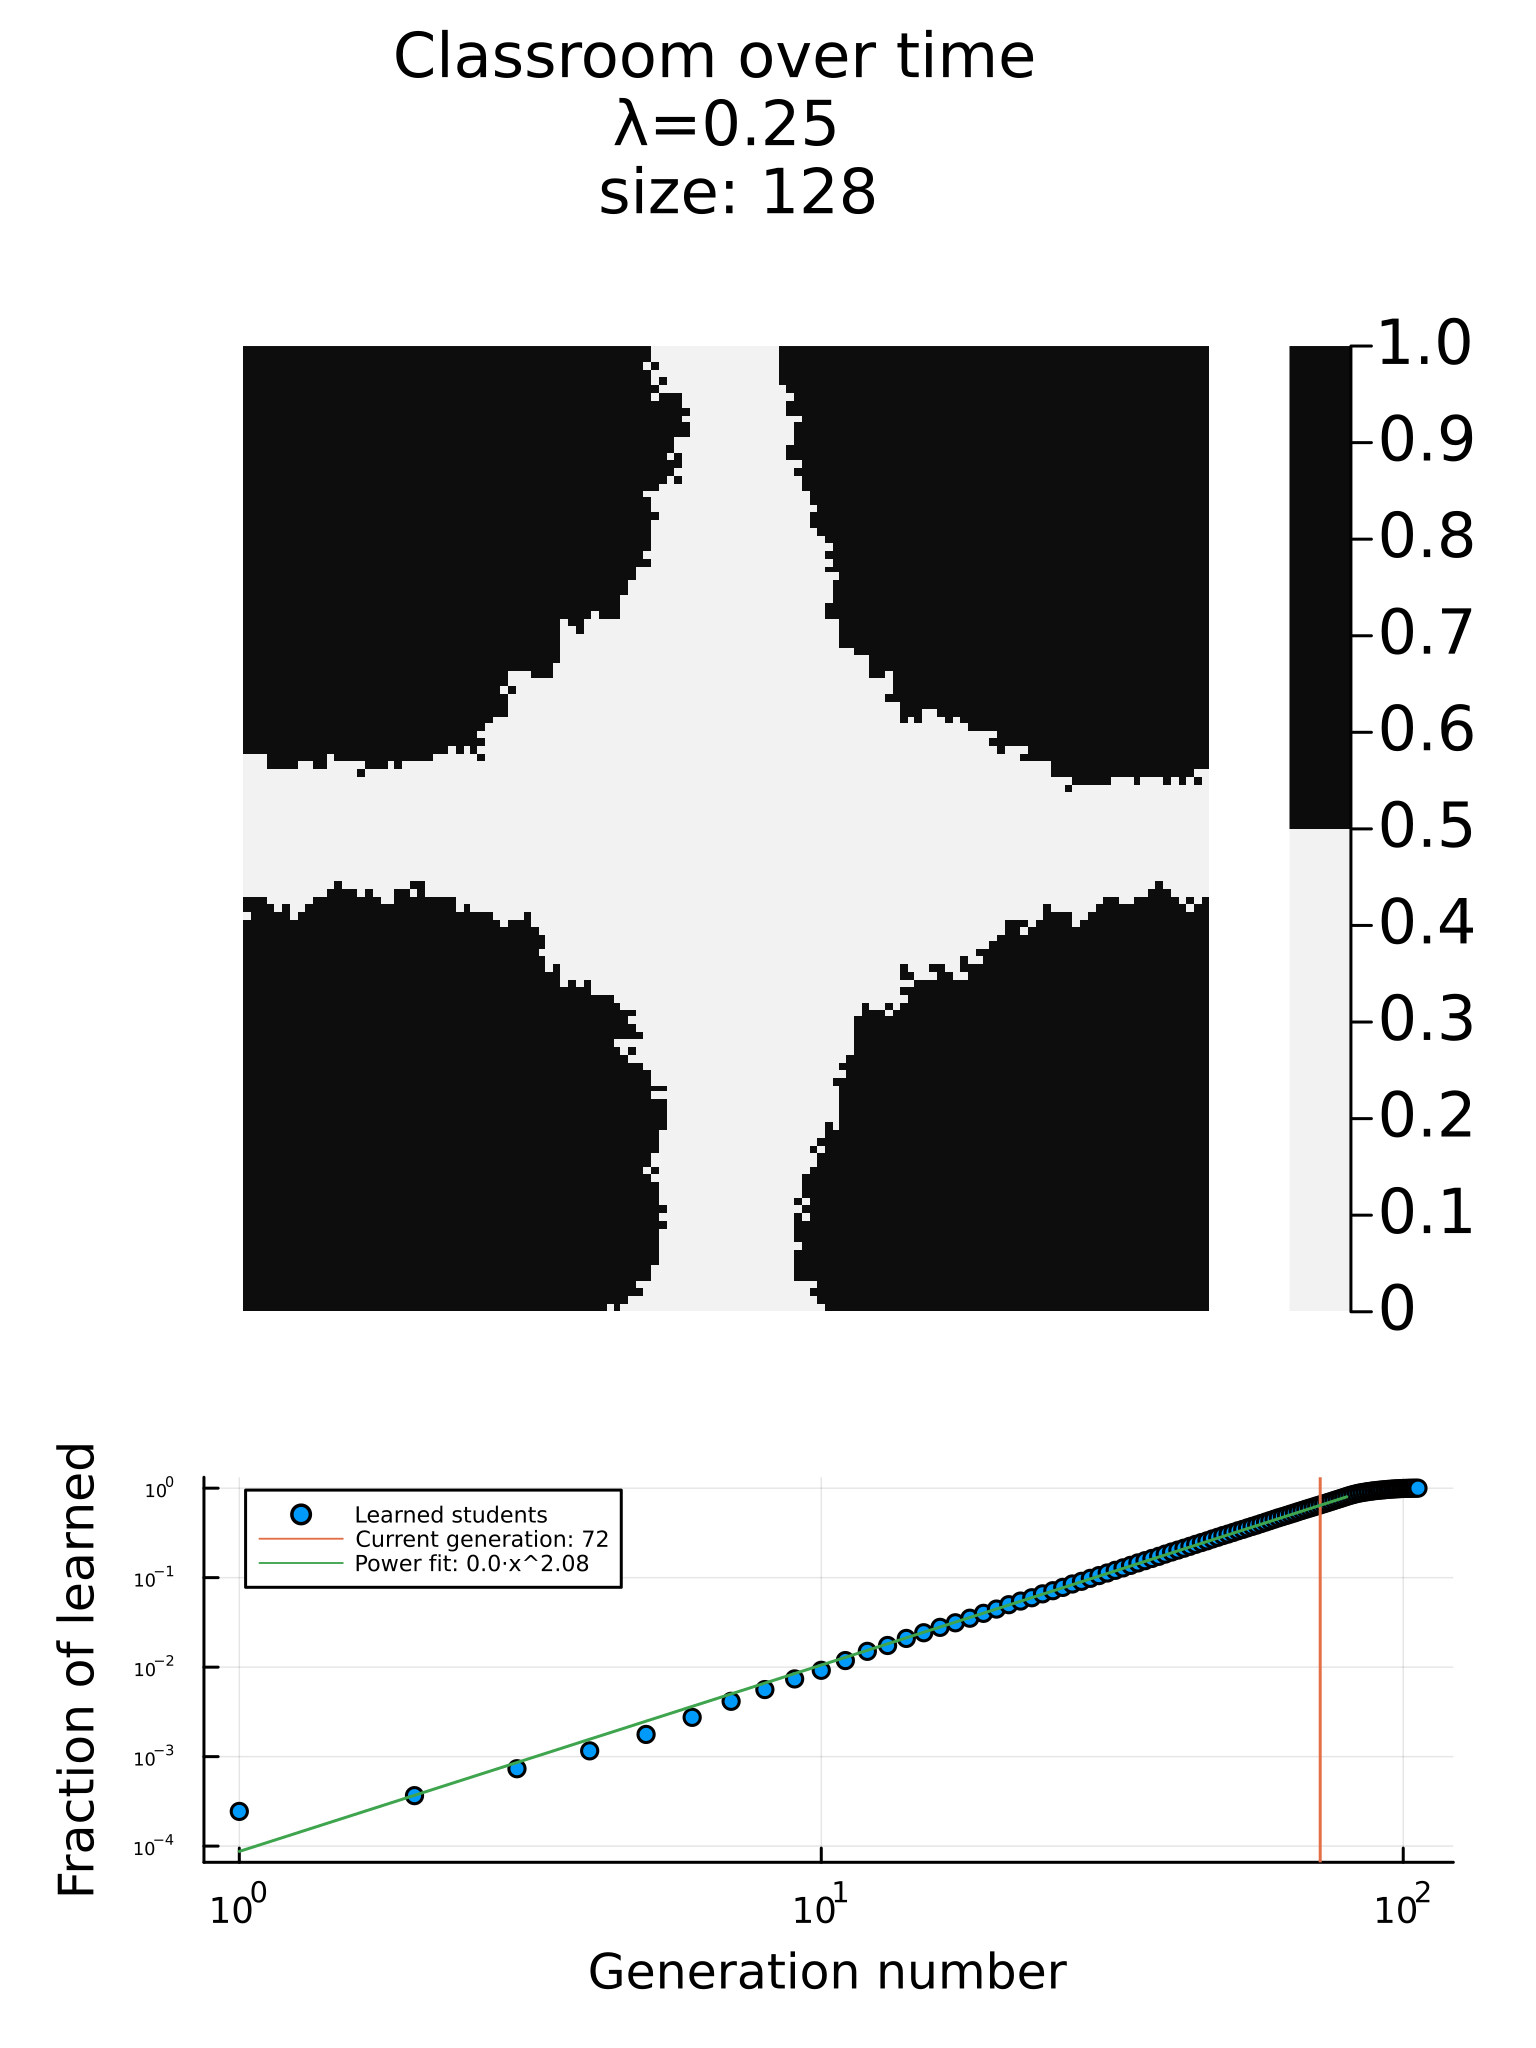 Classroom over time
λ=0.25
size: 128
1.0
0.9
0.8
0.7
0.6
0.5
0.4
0.3
0.2
0.1
0
Fraction of learned
10^0
10^-1
10^-2
10^-3
10^-4
Learned students
Current generation: 72
Power fit: 0.0·x^2.08
10^0 10^1 10^2
Generation number